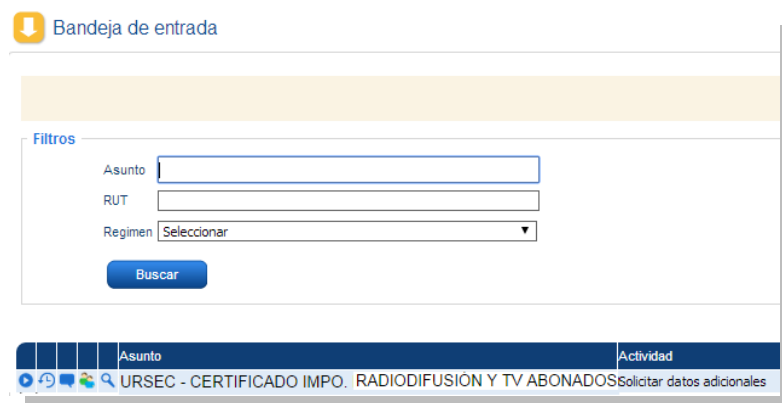 Bandeja de entrada
Filtros
Asunto
RUT
Regimen Seleccionar
Buscar
Asunto Actividad
URSEC - CERTIFICADO IMPO. RADIODIFUSIÓN Y TV ABONADOS Solicitar datos adicionales